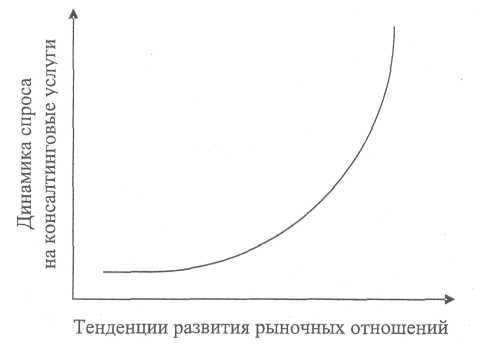 Динамика спроса
на консалтинговые услуги
Тенденции развития рыночных отношений